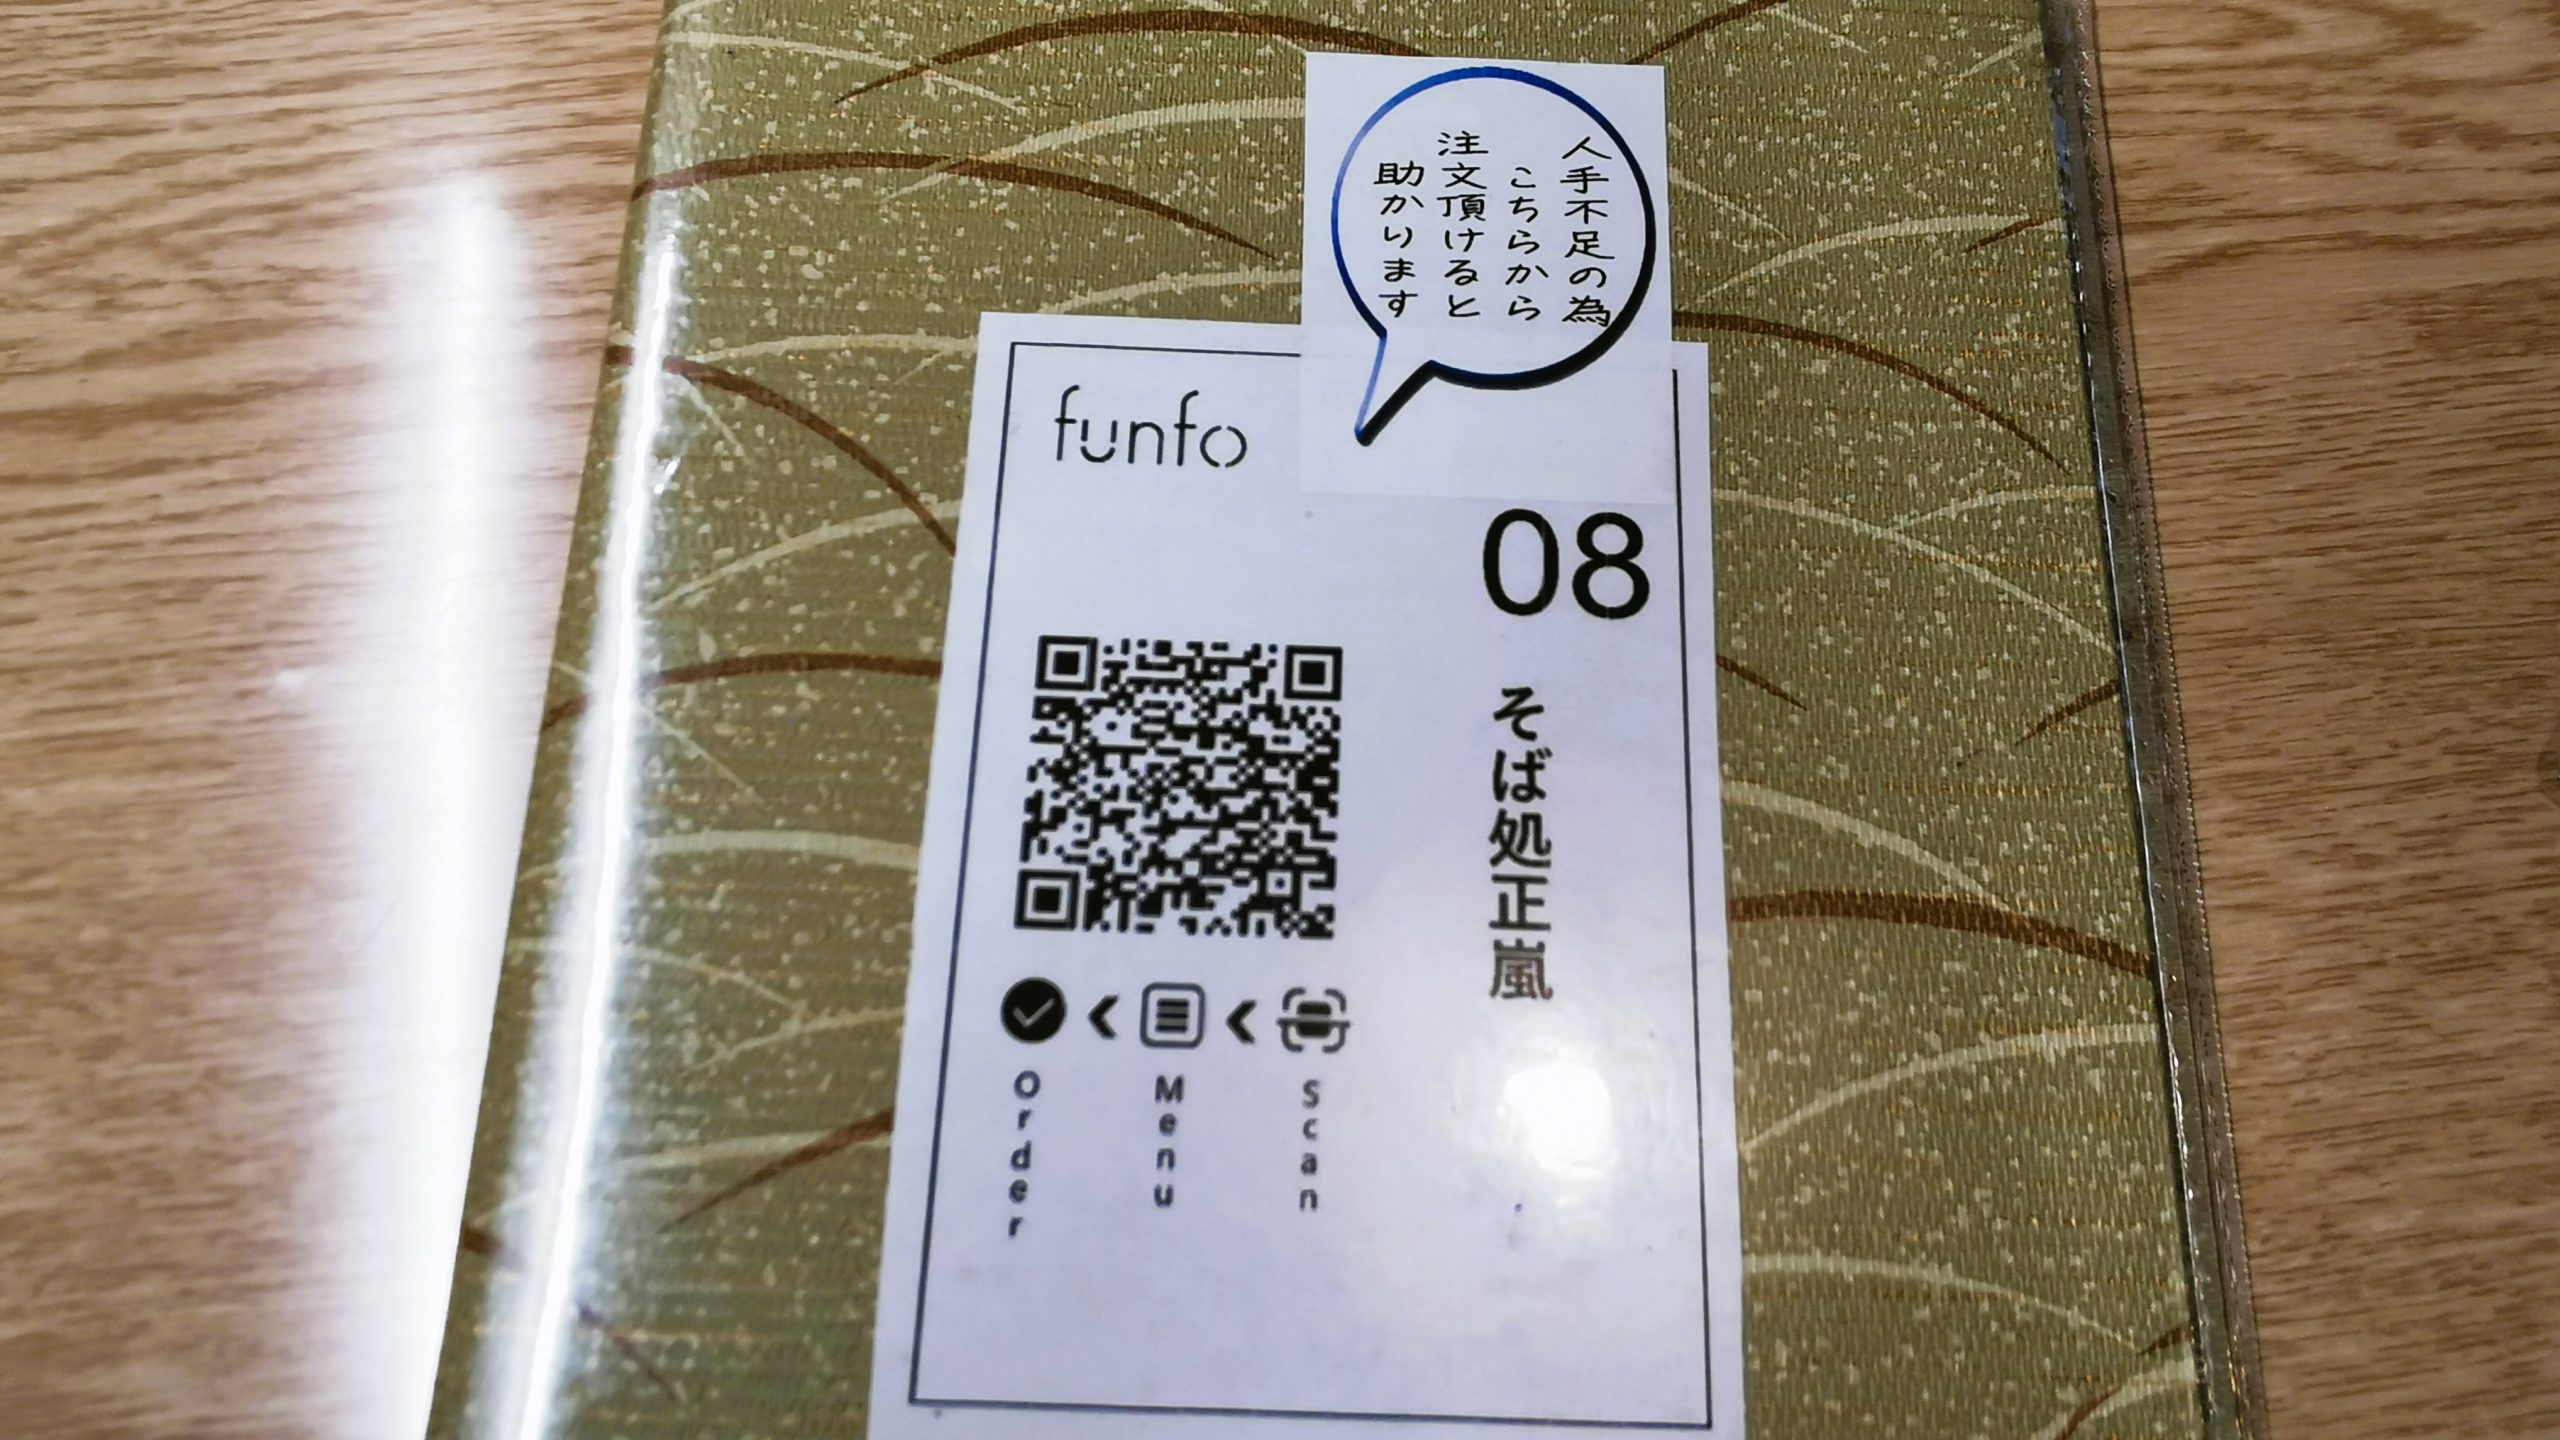 人手不足の為
こちらから
注文頂けると
助かります
funfo
08
そば処正嵐
Scan
Menu
Order